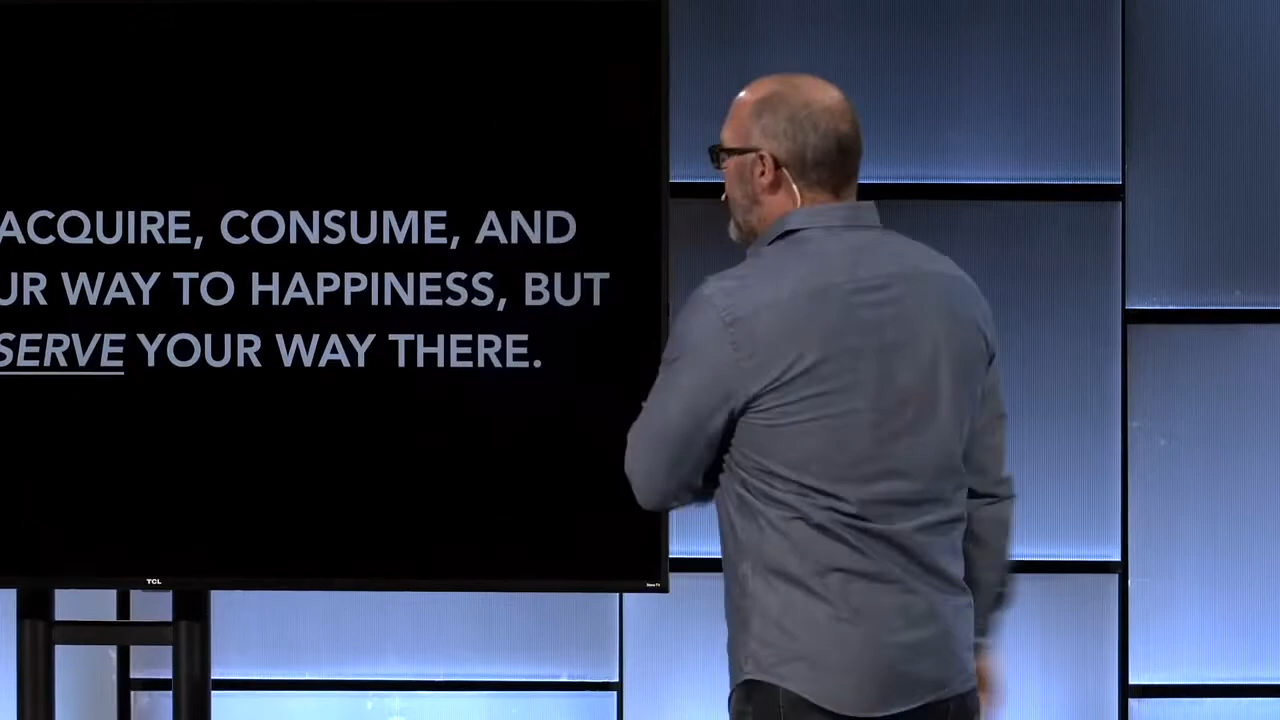 ACQUIRE, CONSUME, AND
UR WAY TO HAPPINESS, BUT
SERVE YOUR WAY THERE.
TCL